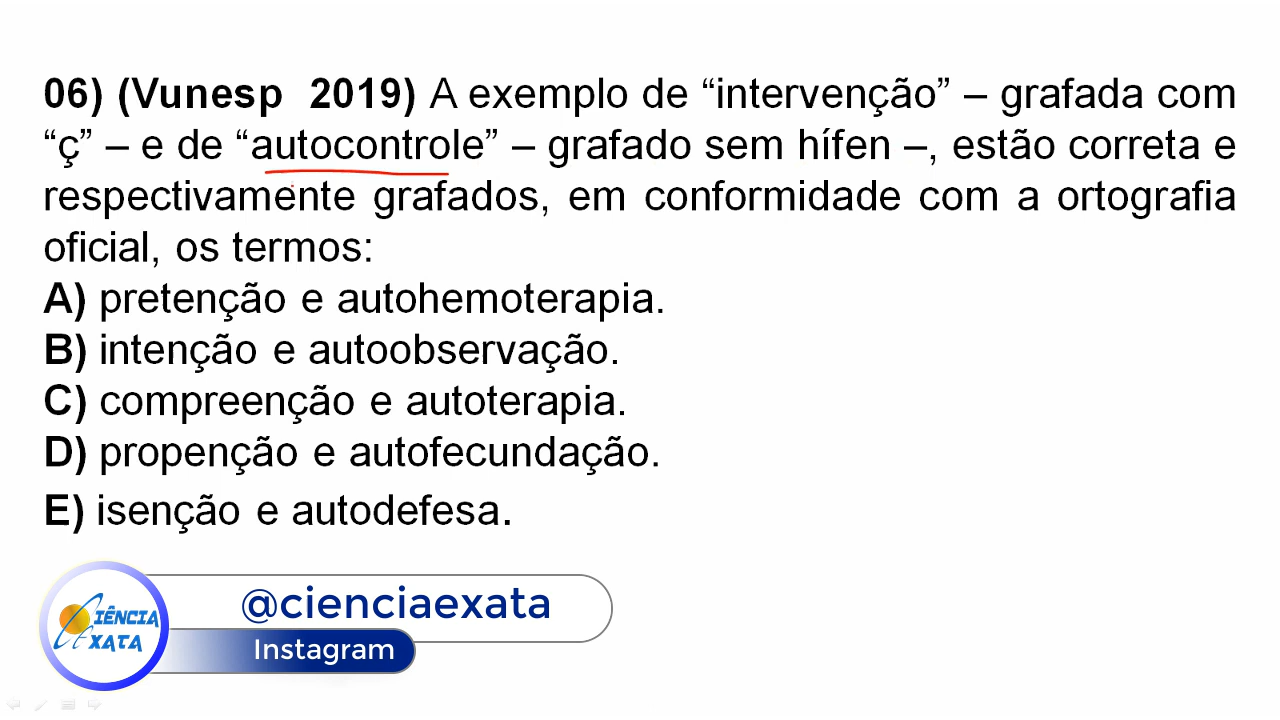 06) (Vunesp 2019) A exemplo de “intervenção” – grafada com
“ç” – e de “autocontrole” – grafado sem hífen –, estão correta e
respectivamente grafados, em conformidade com a ortografia
oficial, os termos:
A) pretenção e autohemoterapia.
B) intenção e autoobservação.
C) compreenção e autoterapia.
D) propenção e autofecundação.
E) isenção e autodefesa.
@cienciaexata
Instagram
CIÊNCIA
EXATA